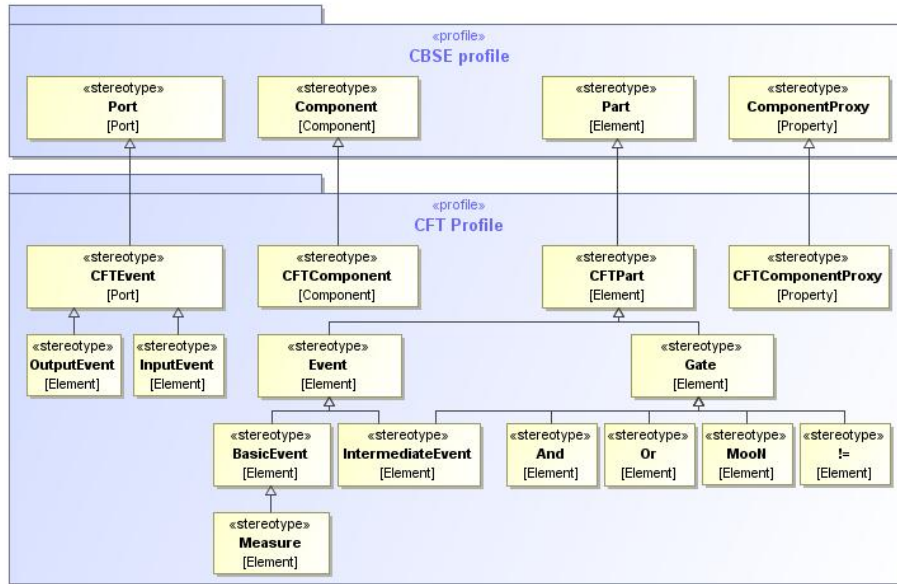 «profile»
CBSE profile
«stereotype»
Port
[Port]
«stereotype»
Component
[Component]
«stereotype»
Part
[Element]
«stereotype»
ComponentProxy
[Property]
«profile»
CFT Profile
«stereotype»
CFTEvent
[Port]
«stereotype»
CFTComponent
[Component]
«stereotype»
CFTPart
[Element]
«stereotype»
CFTComponentProxy
[Property]
«stereotype»
OutputEvent
[Element]
«stereotype»
InputEvent
[Element]
«stereotype»
Event
[Element]
«stereotype»
Gate
[Element]
«stereotype»
BasicEvent
[Element]
«stereotype»
IntermediateEvent
[Element]
«stereotype»
And
[Element]
«stereotype»
Or
[Element]
«stereotype»
MooN
[Element]
«stereotype»
!=
[Element]
«stereotype»
Measure
[Element]